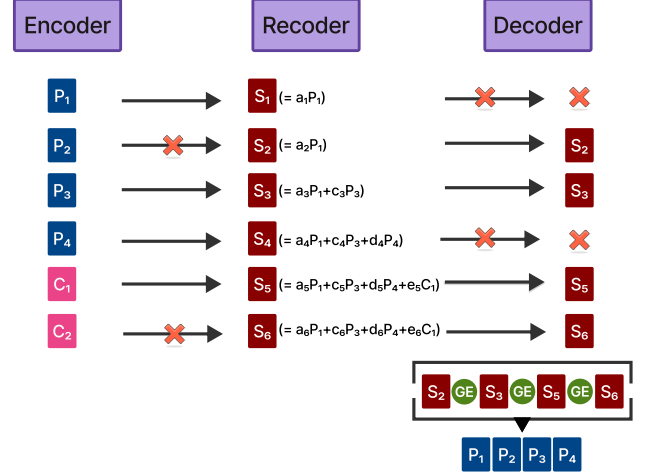 Encoder Recoder Decoder
P₁ S₁ (= a₁P₁)
P₂ S₂ (= a₂P₁) S₂
P₃ S₃ (= a₃P₁+c₃P₃) S₃
P₄ S₄ (= a₄P₁+c₄P₃+d₄P₄)
C₁ S₅ (= a₅P₁+c₅P₃+d₅P₄+e₅C₁) S₅
C₂ S₆ (= a₆P₁+c₆P₃+d₆P₄+e₆C₁) S₆
S₂ GE S₃ GE S₅ GE S₆
P₁ P₂ P₃ P₄